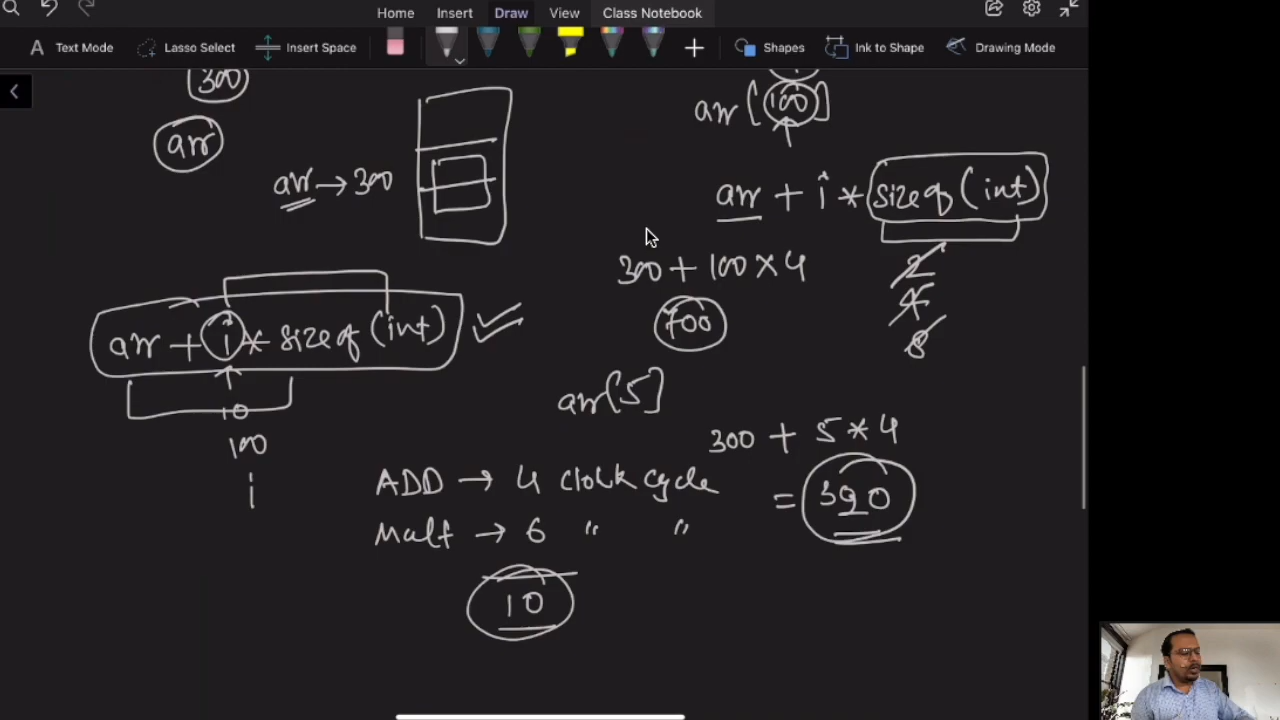 Home Insert Draw View Class Notebook
A Text Mode Lasso Select Insert Space Shapes Ink to Shape Drawing Mode
300
arr
arr → 300
arr [100]
arr + i * sizeof (int)
2
4
8
300 + 100 × 4
700
arr + i * sizeof (int)
10
100
i
arr[5]
300 + 5 * 4
= 320
ADD → 4 clock cycle
Mult → 6 " "
10